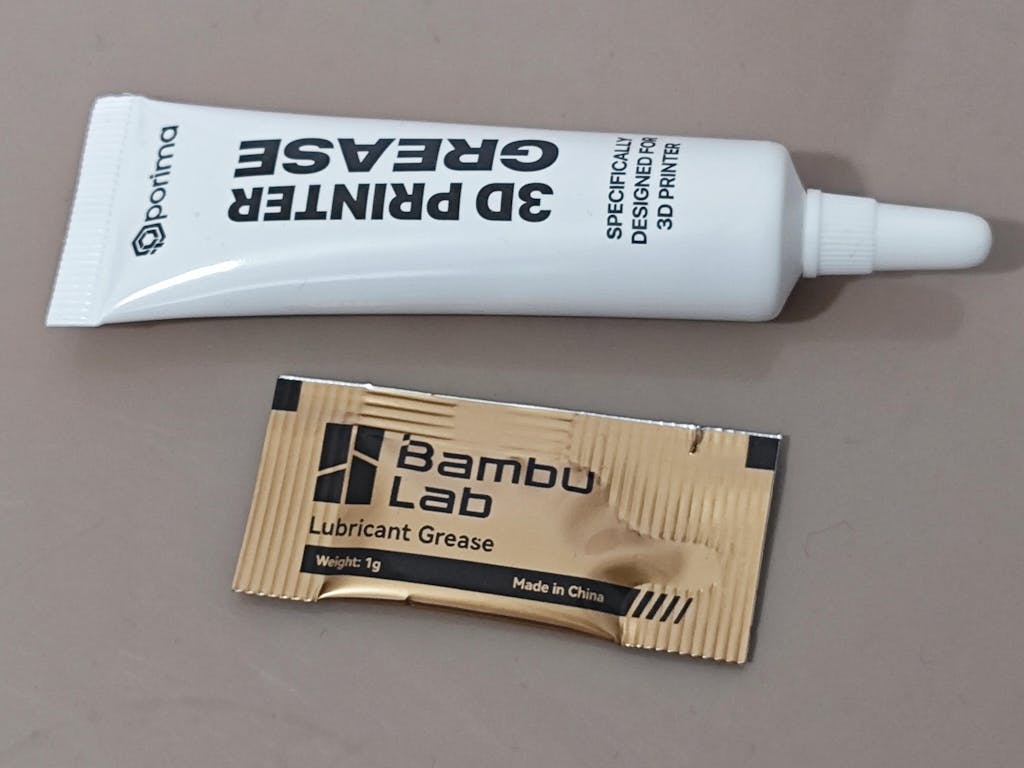 porima
3D PRINTER
GREASE
SPECIFICALLY
DESIGNED FOR
3D PRINTER
Bambu
Lab
Lubricant Grease
Weight: 1g
Made in China